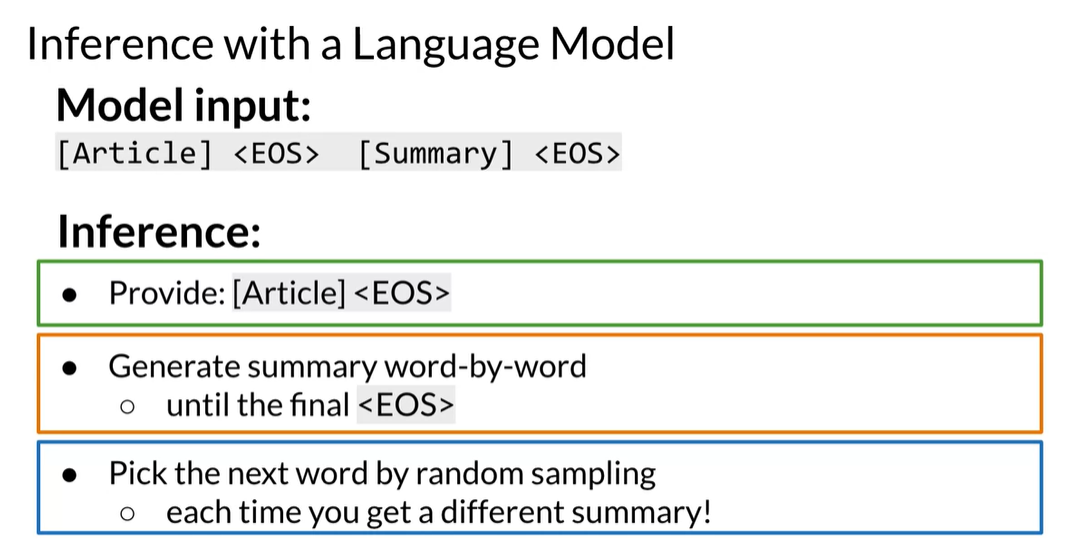 Inference with a Language Model
Model input:
[Article] <EOS>  [Summary] <EOS>
Inference:
● Provide: [Article] <EOS>
● Generate summary word-by-word
○ until the final <EOS>
● Pick the next word by random sampling
○ each time you get a different summary!